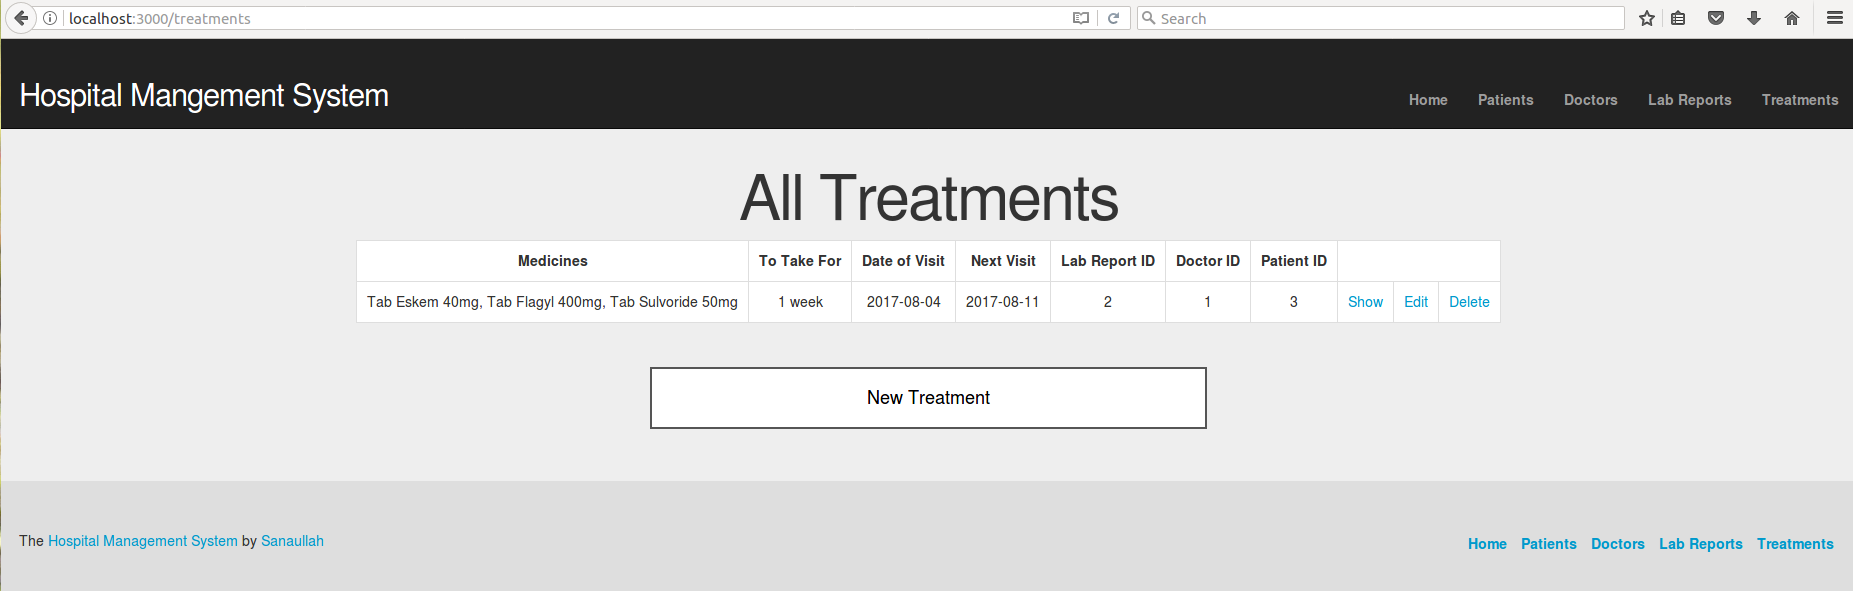 localhost:3000/treatments
Search
Hospital Mangement System
Home Patients Doctors Lab Reports Treatments
All Treatments
Medicines To Take For Date of Visit Next Visit Lab Report ID Doctor ID Patient ID
Tab Eskem 40mg, Tab Flagyl 400mg, Tab Sulvoride 50mg 1 week 2017-08-04 2017-08-11 2 1 3 Show Edit Delete
New Treatment
The Hospital Management System by Sanaullah
Home Patients Doctors Lab Reports Treatments